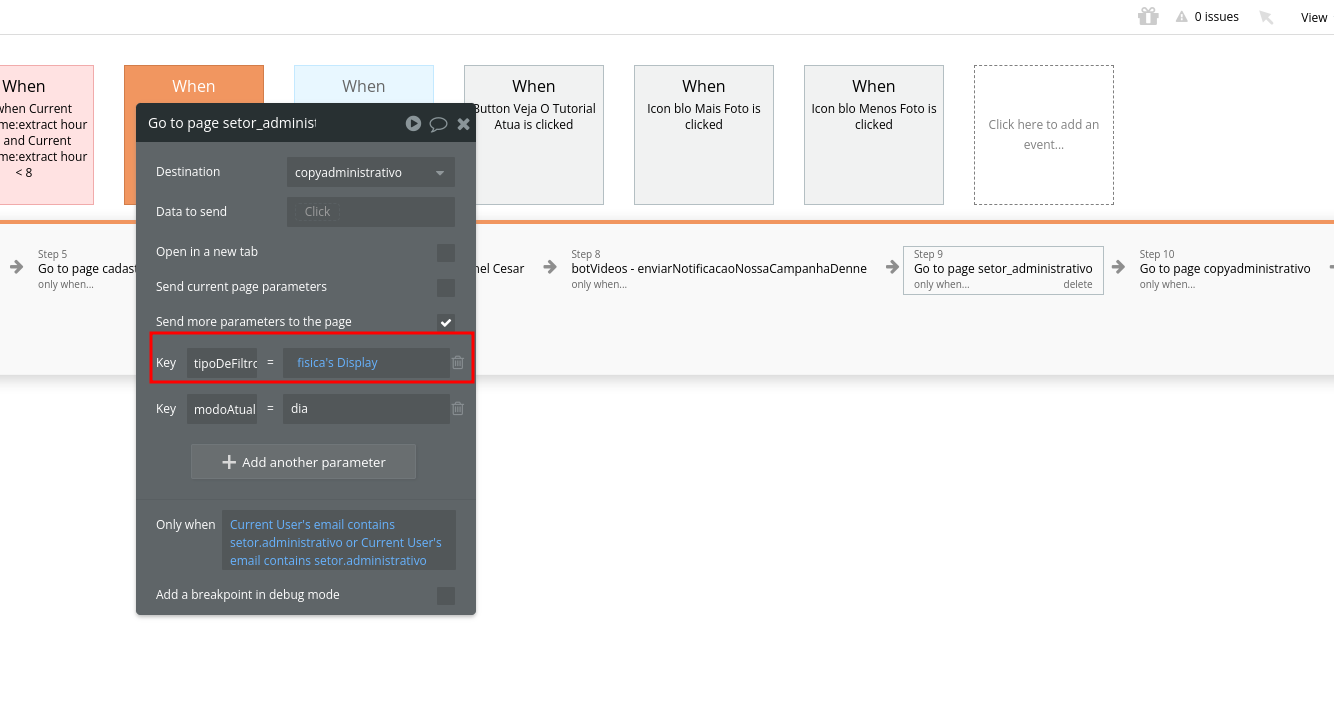 0 issues
View
When
when Current
me:extract hour
and Current
me:extract hour
< 8
When
When
When
Button Veja O Tutorial
Atua is clicked
When
Icon blo Mais Foto is
clicked
When
Icon blo Menos Foto is
clicked
Click here to add an
event...
Go to page setor_administ
Destination
copyadministrativo
Data to send
Click
Open in a new tab
Send current page parameters
Send more parameters to the page
Key
tipoDeFiltro
=
fisica's Display
Key
modoAtual
=
dia
Add another parameter
Only when
Current User's email contains
setor.administrativo or Current User's
email contains setor.administrativo
Add a breakpoint in debug mode
Step 5
Go to page cadast
only when...
nel Cesar
Step 8
botVideos - enviarNotificacaoNossaCampanhaDenne
only when...
Step 9
Go to page setor_administrativo
only when...
delete
Step 10
Go to page copyadministrativo
only when...